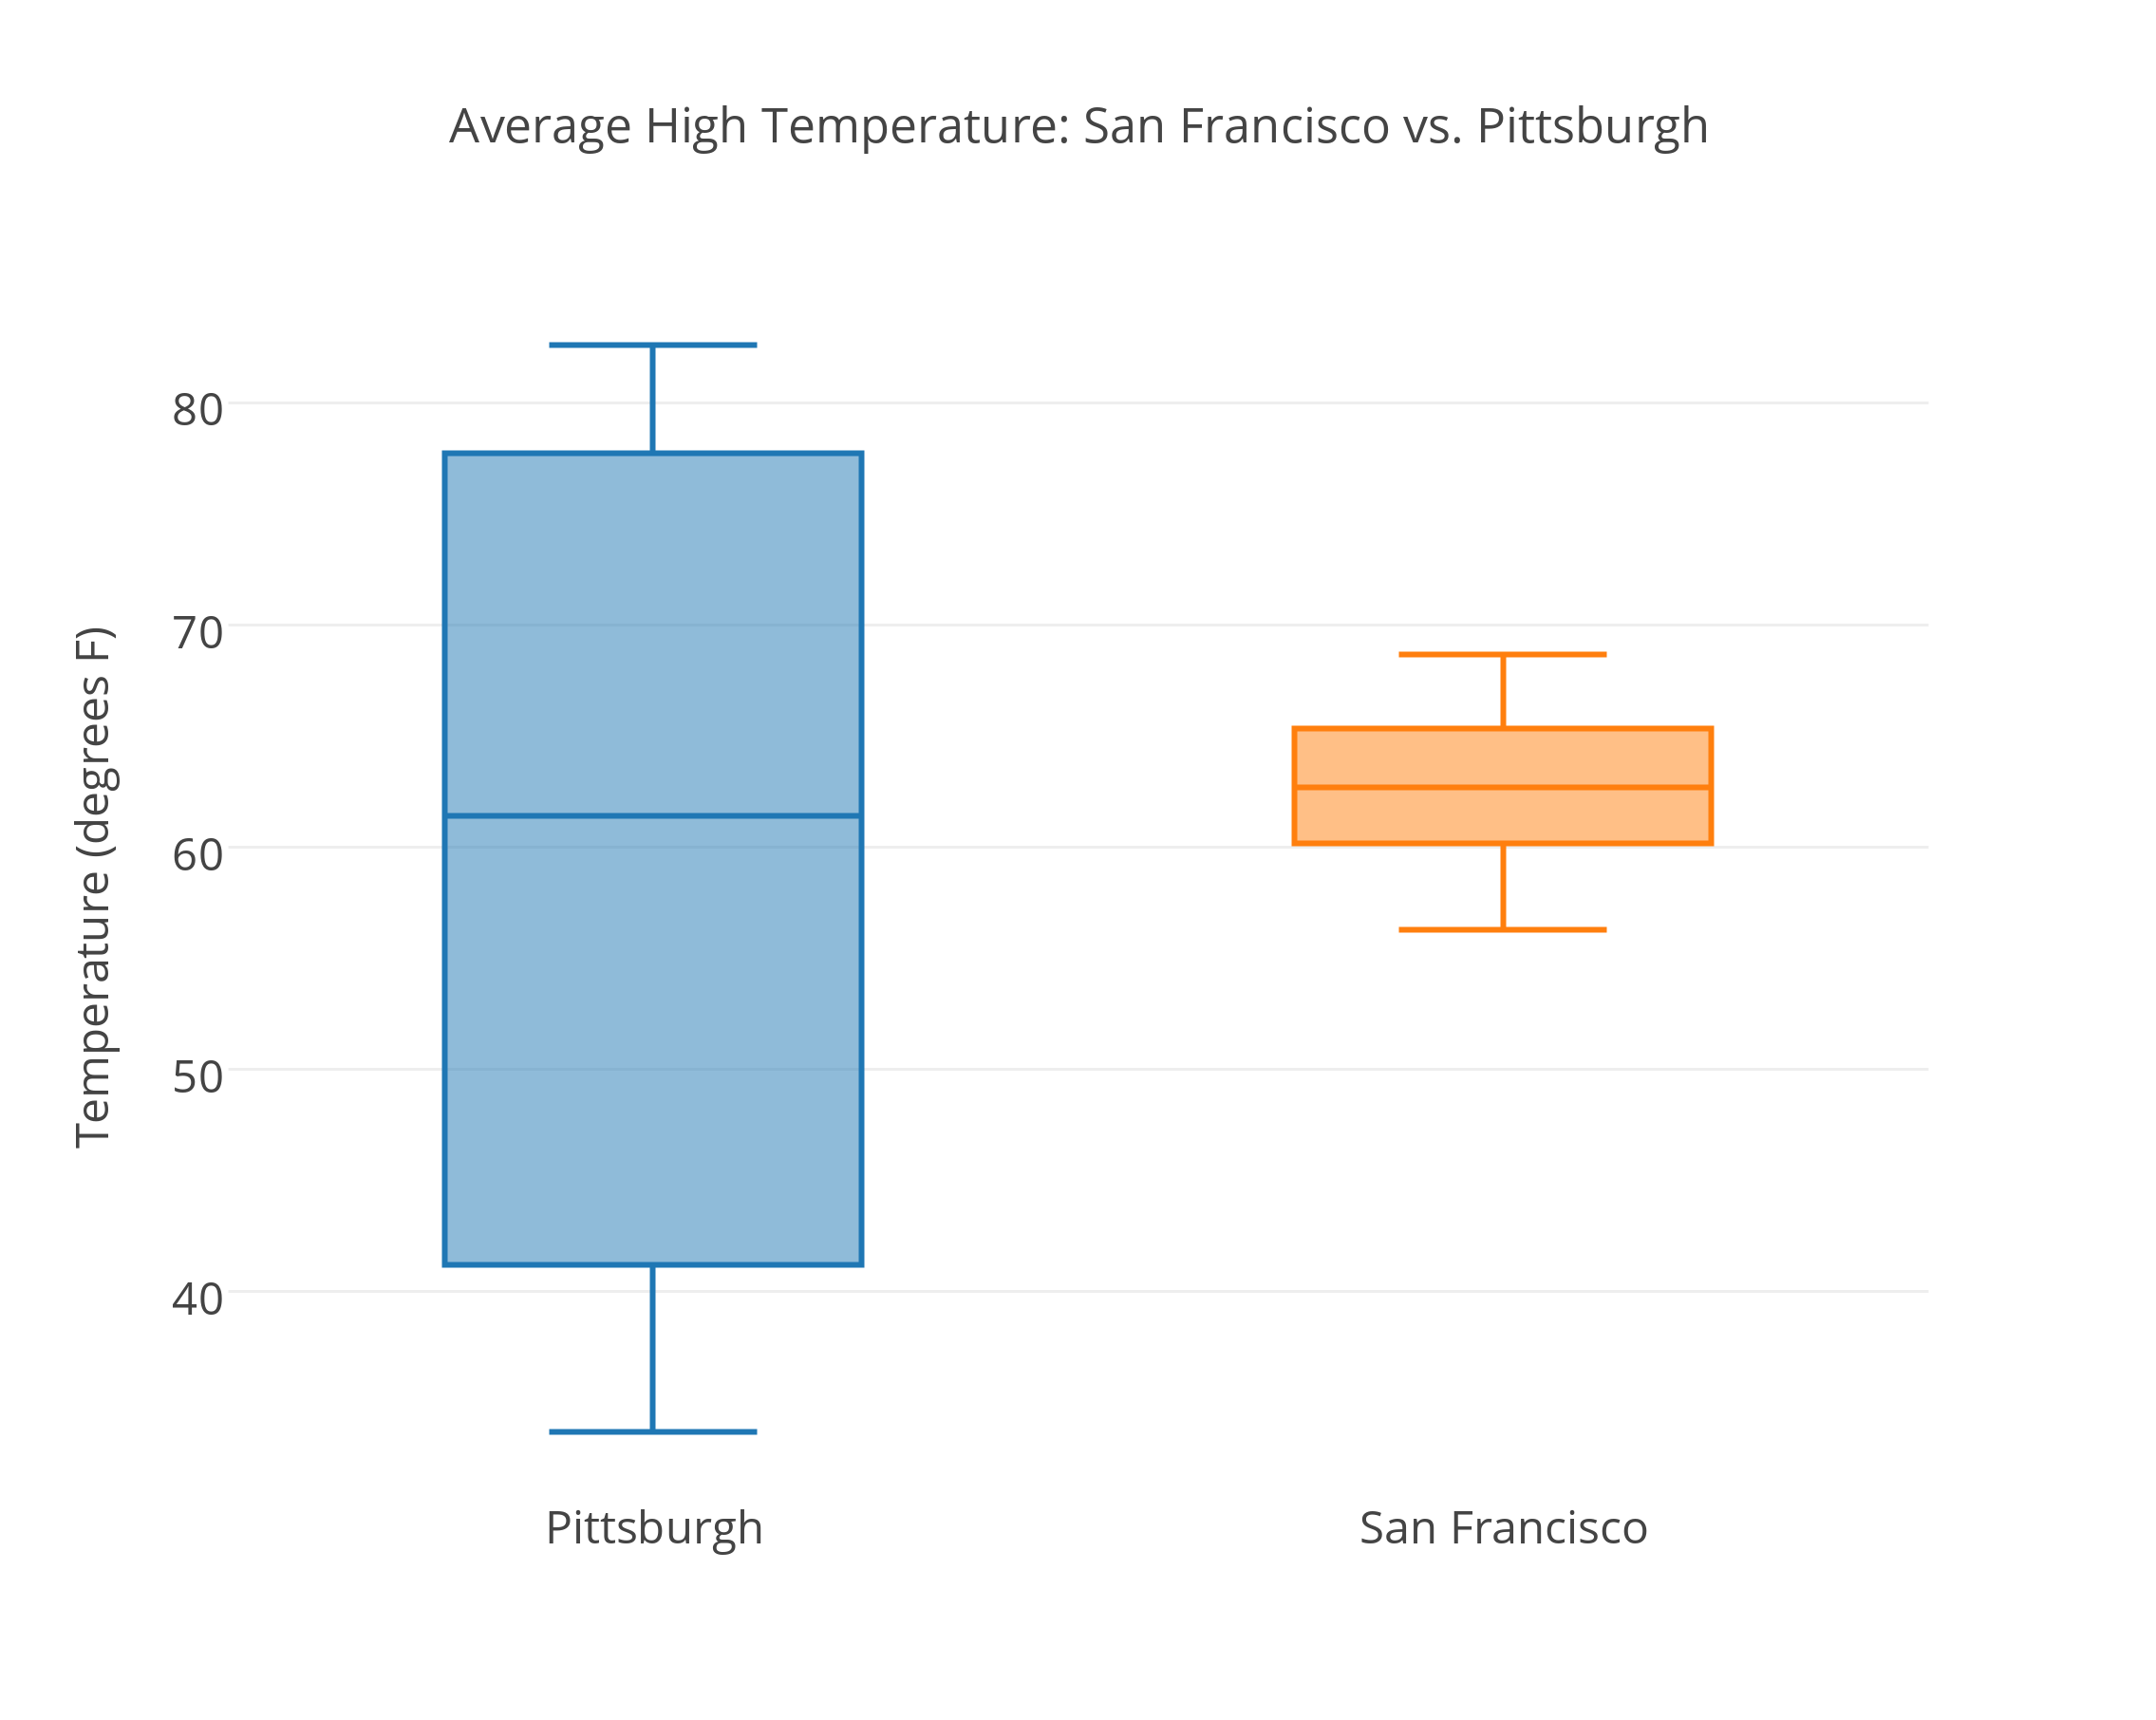 Average High Temperature: San Francisco vs. Pittsburgh
Temperature (degrees F)
80
70
60
50
40
Pittsburgh
San Francisco